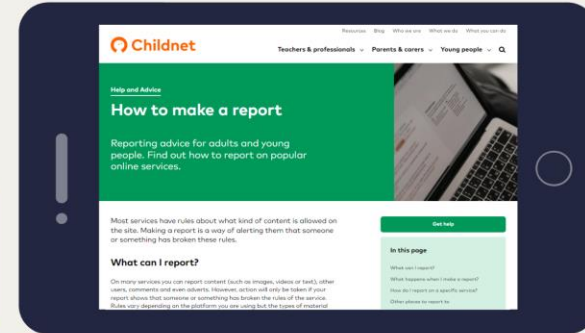 Resources Blog Who we are What we do What you can do
Childnet
Teachers & professionals Parents & carers Young people
Help and Advice
How to make a report
Reporting advice for adults and young
people. Find out how to report on popular
online services.
Most services have rules about what kind of content is allowed on
the site. Making a report is a way of alerting them that someone
or something has broken these rules.
Get help
In this page
What can I report?
What happens when I make a report?
How do I report on a specific service?
Other places to report to
What can I report?
On many services you can report content (such as images, videos or text), other
users, comments and even adverts. However, action will only be taken if your
report shows that someone or something has broken the rules of the service.
Rules vary depending on the platform you are using but the types of material